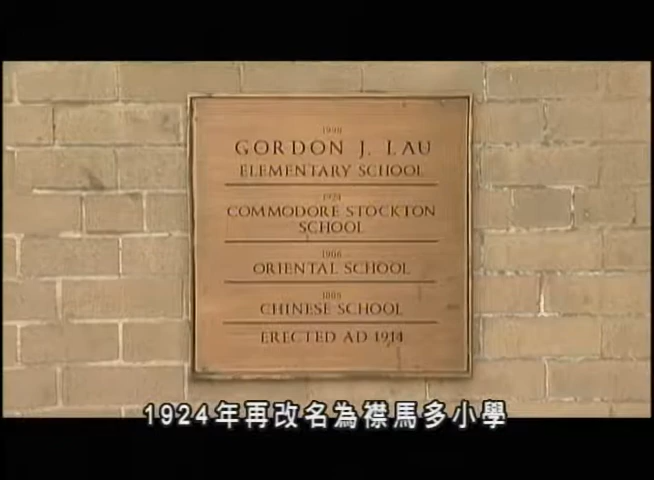 GORDON J. LAU
ELEMENTARY SCHOOL
1924
COMMODORE STOCKTON
SCHOOL
1906
ORIENTAL SCHOOL
CHINESE SCHOOL
ERECTED AD 1914
1924年再改名為襟馬多小學